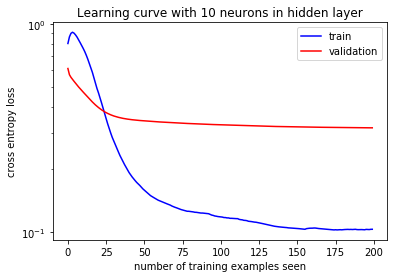 Learning curve with 10 neurons in hidden layer
10⁰
train
validation
cross entropy loss
10⁻¹
0 25 50 75 100 125 150 175 200
number of training examples seen